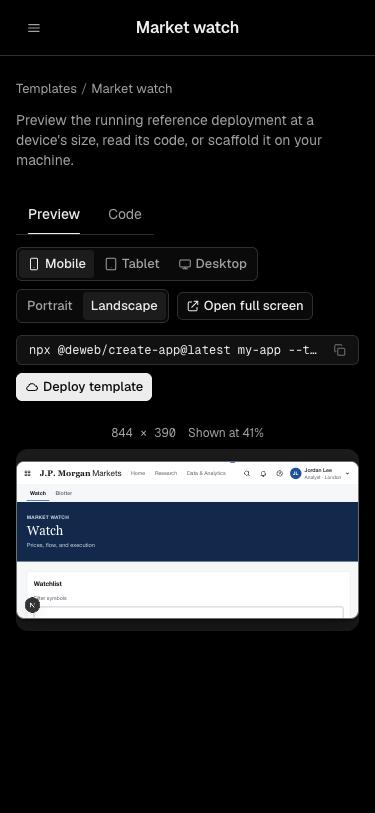 Market watch
Templates / Market watch
Preview the running reference deployment at a
device's size, read its code, or scaffold it on your
machine.
Preview Code
Mobile Tablet Desktop
Portrait Landscape Open full screen
npx @deweb/create-app@latest my-app --t…
Deploy template
844 × 390 Shown at 41%
J.P. Morgan Markets Home Research Data & Analytics JL Jordan Lee
Analyst · London
Watch Blotter
MARKET WATCH
Watch
Prices, flow, and execution
Watchlist
symbols
N